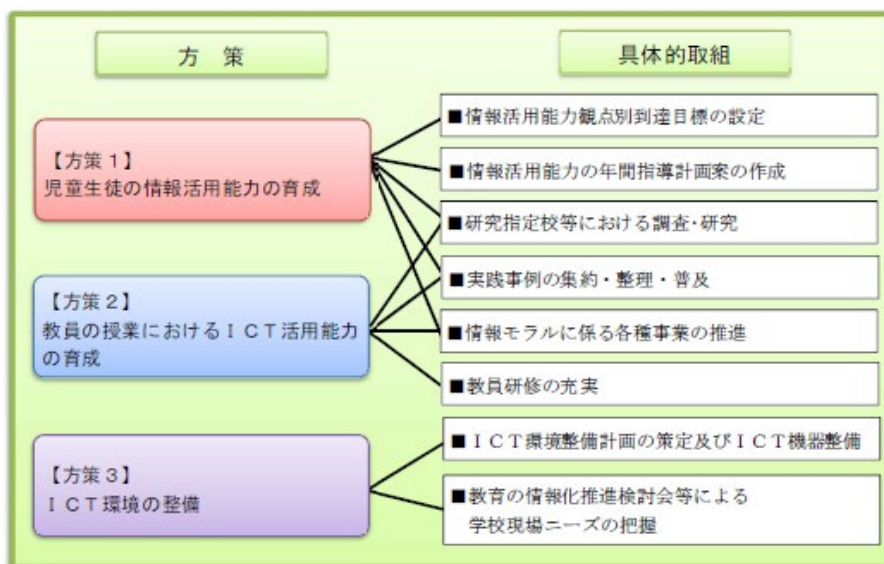 方　策
具体的取組
【方策１】
児童生徒の情報活用能力の育成
【方策２】
教員の授業におけるＩＣＴ活用能力
の育成
【方策３】
ＩＣＴ環境の整備
■情報活用能力観点別到達目標の設定
■情報活用能力の年間指導計画案の作成
■研究指定校等における調査・研究
■実践事例の集約・整理・普及
■情報モラルに係る各種事業の推進
■教員研修の充実
■ＩＣＴ環境整備計画の策定及びＩＣＴ機器整備
■教育の情報化推進検討会等による
学校現場ニーズの把握